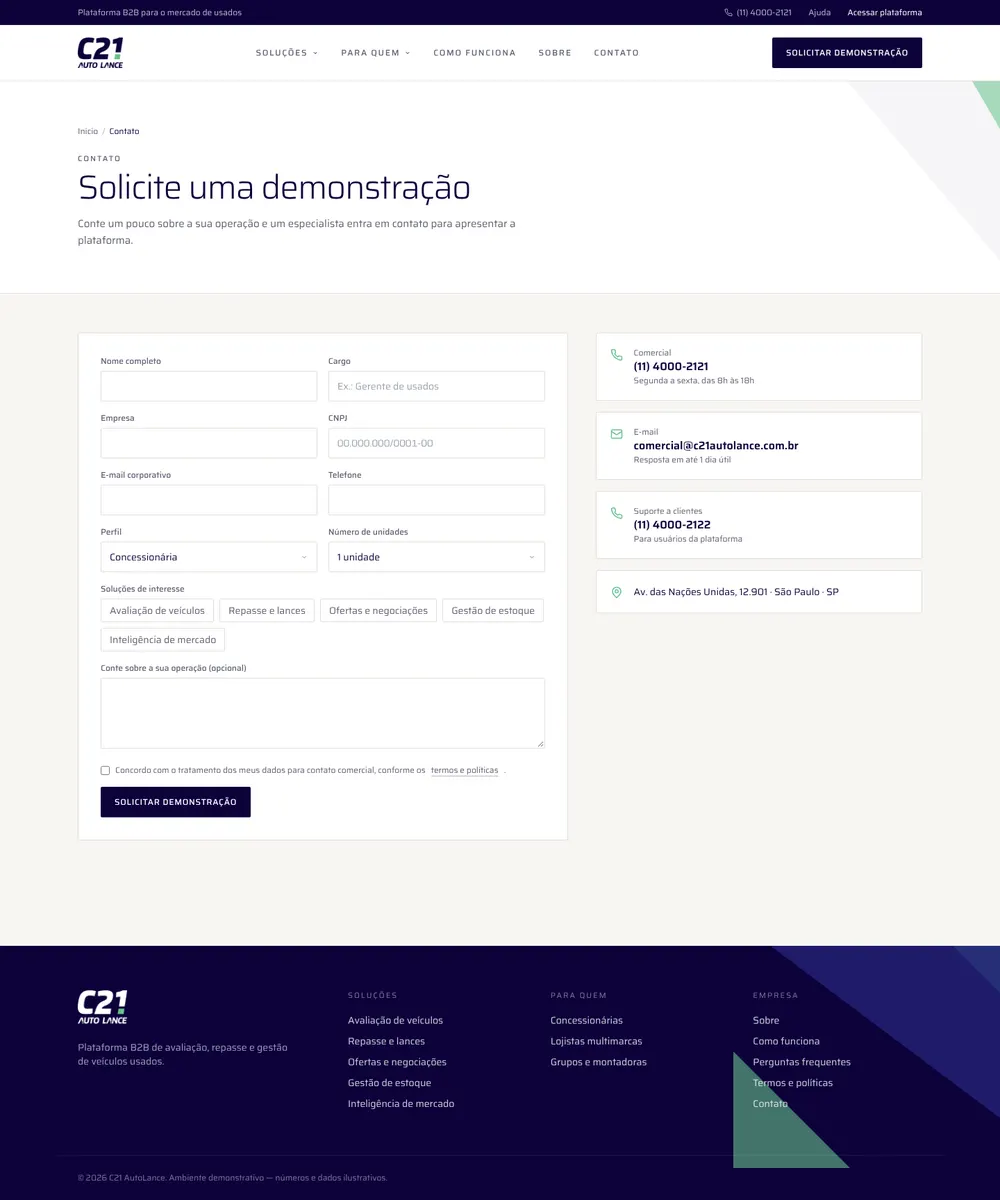 Plataforma B2B para o mercado de usados
(11) 4000-2121
Ajuda
Acessar plataforma
C21
AUTO LANCE
SOLUÇÕES
PARA QUEM
COMO FUNCIONA
SOBRE
CONTATO
SOLICITAR DEMONSTRAÇÃO
Início / Contato
CONTATO
Solicite uma demonstração
Conte um pouco sobre a sua operação e um especialista entra em contato para apresentar a
plataforma.
Nome completo
Cargo
Ex.: Gerente de usados
Empresa
CNPJ
00.000.000/0001-00
E-mail corporativo
Telefone
Perfil
Número de unidades
Concessionária
1 unidade
Soluções de interesse
Avaliação de veículos
Repasse e lances
Ofertas e negociações
Gestão de estoque
Inteligência de mercado
Conte sobre a sua operação (opcional)
Concordo com o tratamento dos meus dados para contato comercial, conforme os termos e políticas .
SOLICITAR DEMONSTRAÇÃO
Comercial
(11) 4000-2121
Segunda a sexta, das 8h às 18h
E-mail
comercial@c21autolance.com.br
Resposta em até 1 dia útil
Suporte a clientes
(11) 4000-2122
Para usuários da plataforma
Av. das Nações Unidas, 12.901 · São Paulo · SP
C21
AUTO LANCE
Plataforma B2B de avaliação, repasse e gestão
de veículos usados.
SOLUÇÕES
Avaliação de veículos
Repasse e lances
Ofertas e negociações
Gestão de estoque
Inteligência de mercado
PARA QUEM
Concessionárias
Lojistas multimarcas
Grupos e montadoras
EMPRESA
Sobre
Como funciona
Perguntas frequentes
Termos e políticas
Contato
© 2026 C21 AutoLance. Ambiente demonstrativo — números e dados ilustrativos.